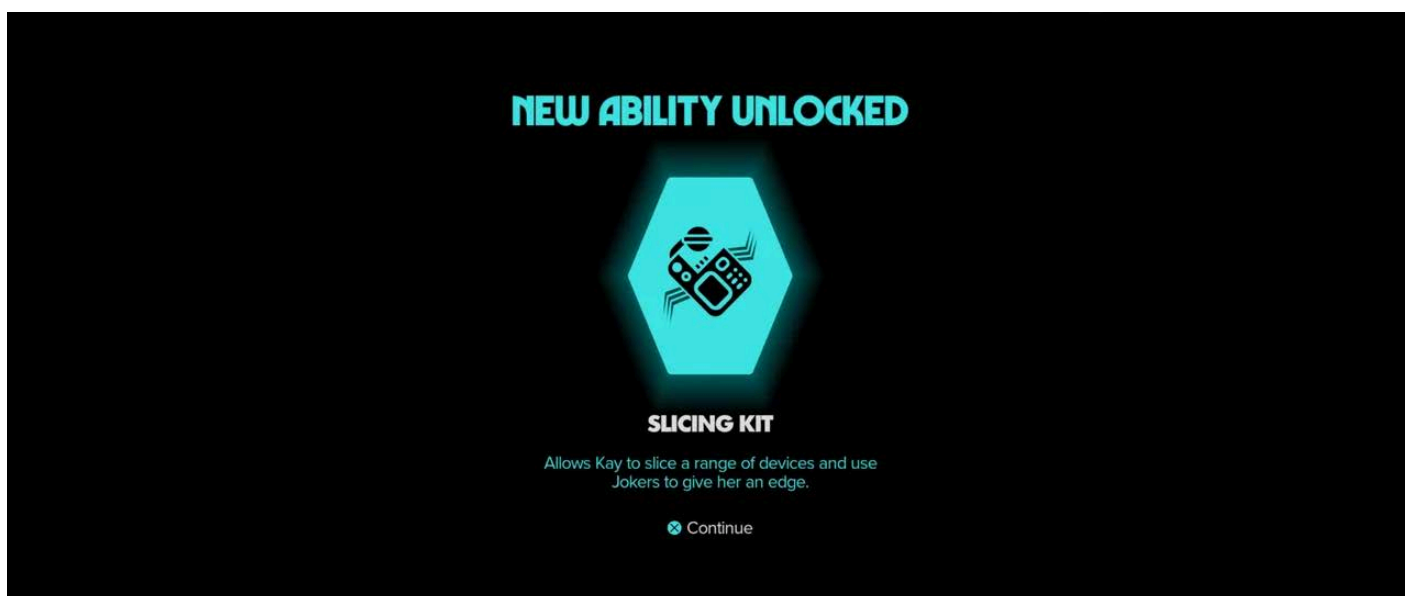 NEW ABILITY UNLOCKED
SLICING KIT
Allows Kay to slice a range of devices and use
Jokers to give her an edge.
Continue